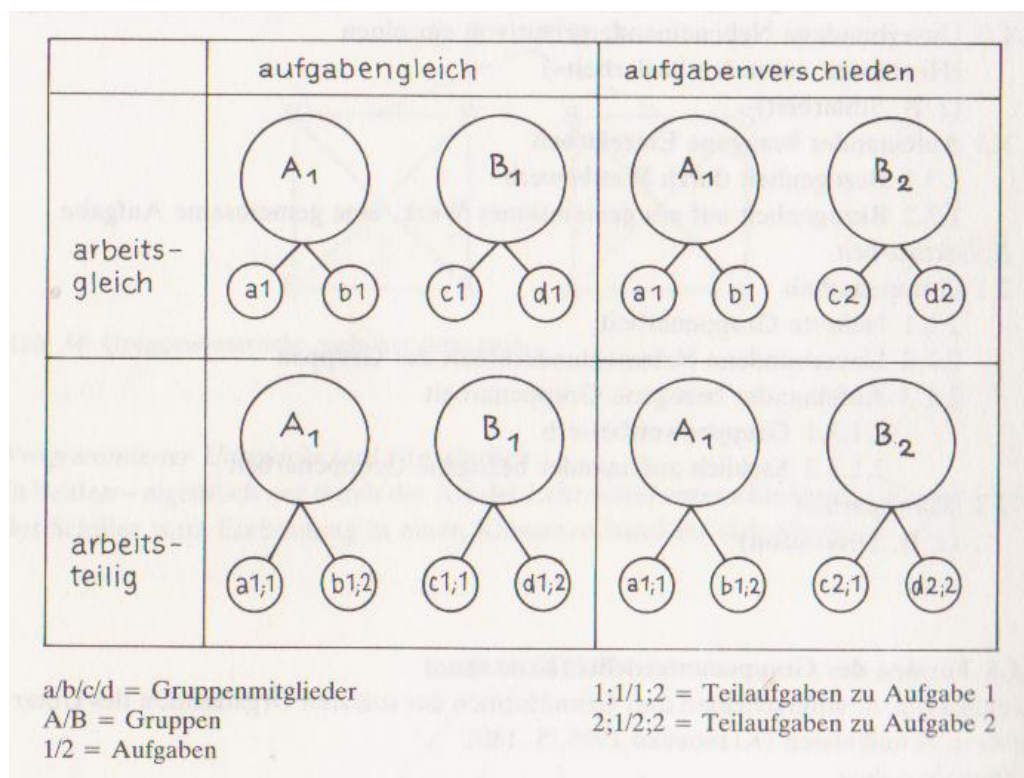 aufgabengleich
aufgabenverscheden
arbeits-
gleich
A1
B1
A1
B2
a1
b1
c1
d1
a1
b1
c2
d2
arbeits-
teilig
A1
B1
A1
B2
a1;1
b1;2
c1;1
d1;2
a1;1
b1;2
c2;1
d2;2
a/b/c/d = Gruppenmitglieder
A/B = Gruppen
1/2 = Aufgaben
1;1/1;2 = Teilaufgaben zu Aufgabe 1
2;1/2;2 = Teilaufgaben zu Aufgabe 2